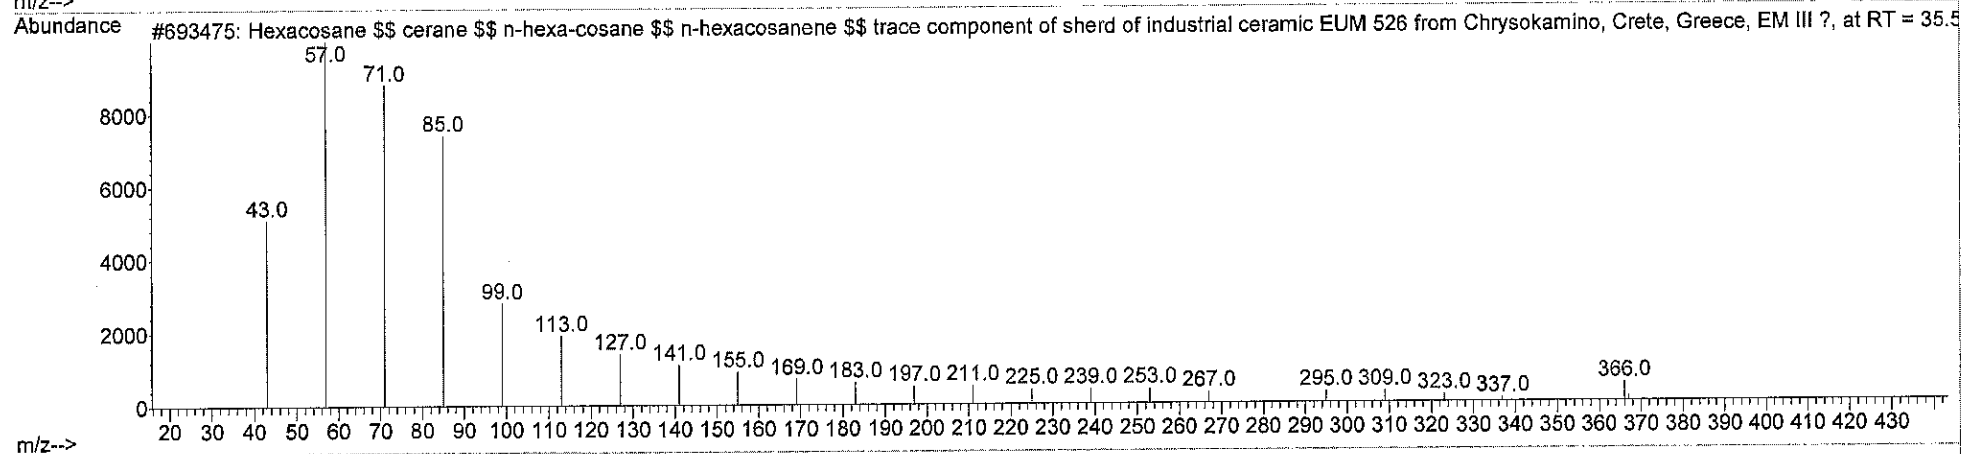 m/z-->
Abundance #693475: Hexacosane $$ cerane $$ n-hexa-cosane $$ n-hexacosanene $$ trace component of sherd of industrial ceramic EUM 526 from Chrysokamino, Crete, Greece, EM III ?, at RT = 35.5
57.0
71.0
8000
85.0
6000
43.0
4000
99.0
2000
113.0
127.0 141.0 155.0 169.0 183.0 197.0 211.0 225.0 239.0 253.0 267.0 295.0 309.0 323.0 337.0 366.0
0
20 30 40 50 60 70 80 90 100 110 120 130 140 150 160 170 180 190 200 210 220 230 240 250 260 270 280 290 300 310 320 330 340 350 360 370 380 390 400 410 420 430
m/z-->